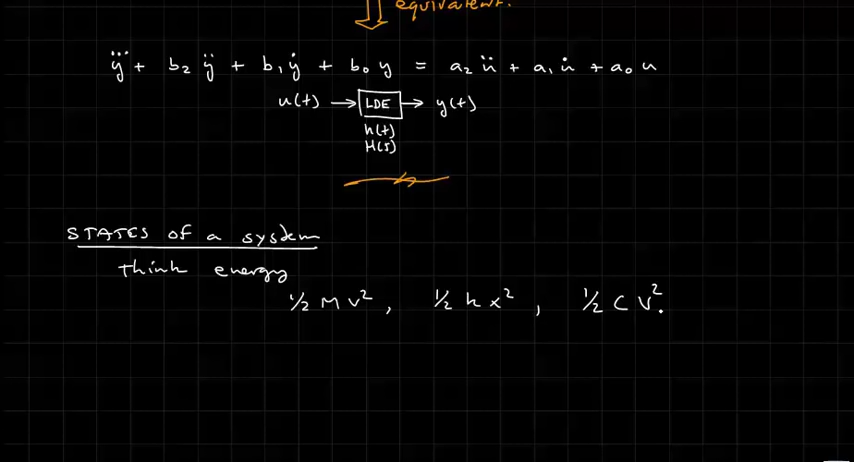 equivalent.
y⃛ + b₂ ÿ + b₁ ẏ + b₀ y = a₂ ü + a₁ u̇ + a₀ u
u(t) → LDE → y(t)
h(t)
H(s)
STATES of a system
think energy
1/2 M v², 1/2 k x², 1/2 C V².